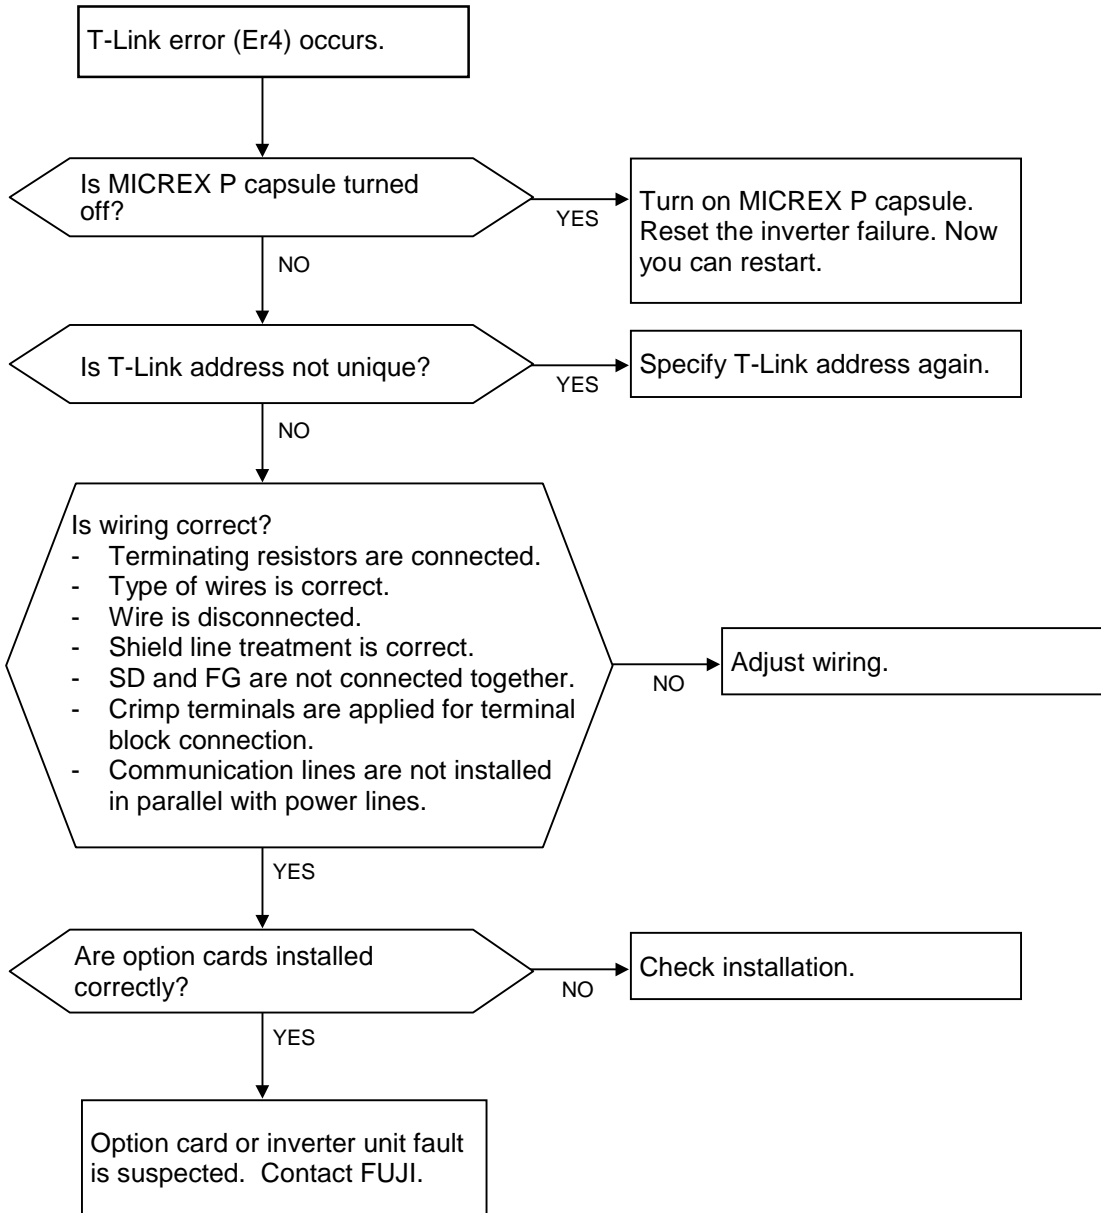 T-Link error (Er4) occurs.
Is MICREX P capsule turned
off?
YES
Turn on MICREX P capsule.
Reset the inverter failure. Now
you can restart.
NO
Is T-Link address not unique?
YES
Specify T-Link address again.
NO
Is wiring correct?
- Terminating resistors are connected.
- Type of wires is correct.
- Wire is disconnected.
- Shield line treatment is correct.
- SD and FG are not connected together.
- Crimp terminals are applied for terminal
block connection.
- Communication lines are not installed
in parallel with power lines.
NO
Adjust wiring.
YES
Are option cards installed
correctly?
NO
Check installation.
YES
Option card or inverter unit fault
is suspected.  Contact FUJI.